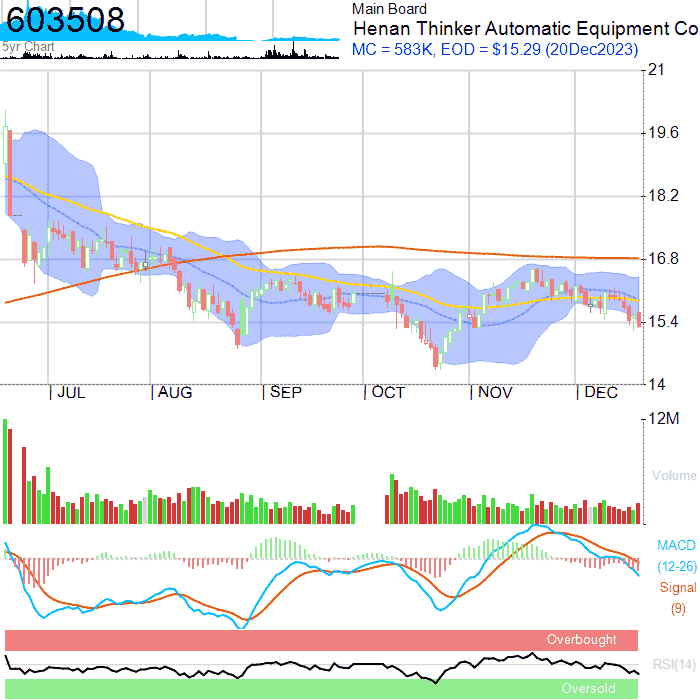 603508
5yr Chart
Main Board
Henan Thinker Automatic Equipment Co
MC = 583K, EOD = $15.29 (20Dec2023)
21
19.6
18.2
16.8
15.4
14
JUL
AUG
SEP
OCT
NOV
DEC
12M
Volume
MACD
(12-26)
Signal
(9)
Overbought
RSI(14)
Oversold